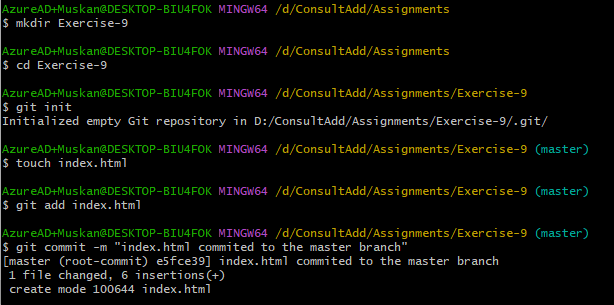 AzureAD+Muskan@DESKTOP-BIU4FOK MINGW64 /d/ConsultAdd/Assignments
$ mkdir Exercise-9
AzureAD+Muskan@DESKTOP-BIU4FOK MINGW64 /d/ConsultAdd/Assignments
$ cd Exercise-9
AzureAD+Muskan@DESKTOP-BIU4FOK MINGW64 /d/ConsultAdd/Assignments/Exercise-9
$ git init
Initialized empty Git repository in D:/ConsultAdd/Assignments/Exercise-9/.git/
AzureAD+Muskan@DESKTOP-BIU4FOK MINGW64 /d/ConsultAdd/Assignments/Exercise-9 (master)
$ touch index.html
AzureAD+Muskan@DESKTOP-BIU4FOK MINGW64 /d/ConsultAdd/Assignments/Exercise-9 (master)
$ git add index.html
AzureAD+Muskan@DESKTOP-BIU4FOK MINGW64 /d/ConsultAdd/Assignments/Exercise-9 (master)
$ git commit -m "index.html commited to the master branch"
[master (root-commit) e5fce39] index.html commited to the master branch
 1 file changed, 6 insertions(+)
 create mode 100644 index.html